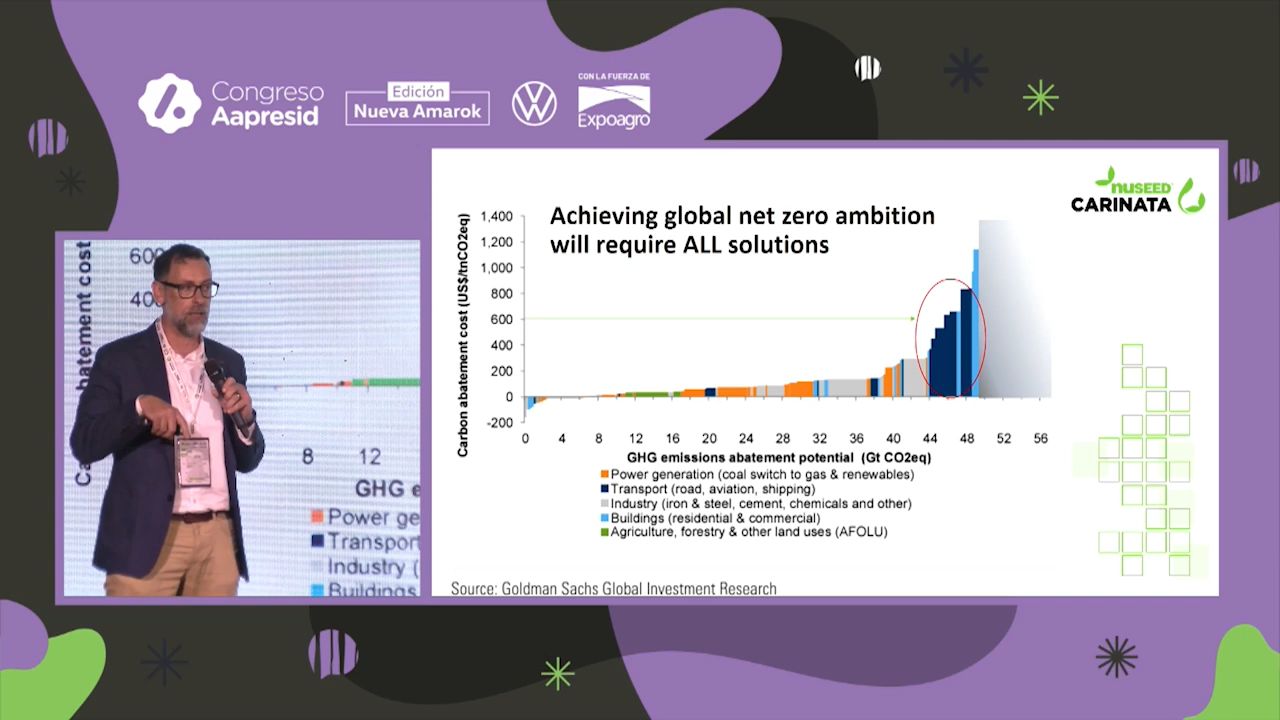 Congreso
Aapresid
Edición
Nueva Amarok
CON LA FUERZA DE
Expoagro
nuseed
CARINATA
Achieving global net zero ambition
will require ALL solutions
Carbon abatement cost (US$/tnCO2eq)
1,400
1,200
1,000
800
600
400
200
0
-200
0 4 8 12 16 20 24 28 32 36 40 44 48 52 56
GHG emissions abatement potential (Gt CO2eq)
Power generation (coal switch to gas & renewables)
Transport (road, aviation, shipping)
Industry (iron & steel, cement, chemicals and other)
Buildings (residential & commercial)
Agriculture, forestry & other land uses (AFOLU)
Source: Goldman Sachs Global Investment Research
600
40
Ca batement cost
8 12
GHG e
Power ge
Transport
Industry (
Buildings